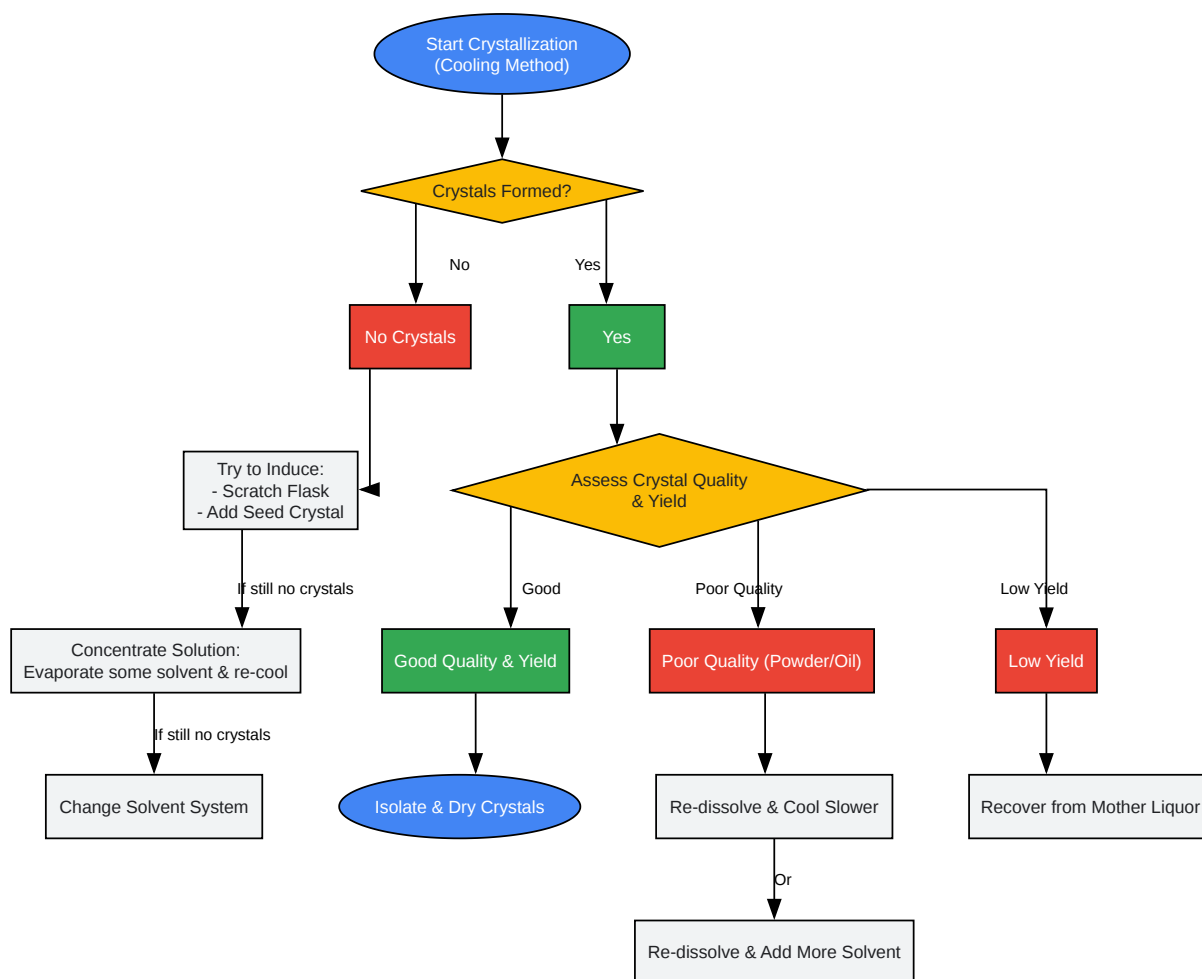 Start Crystallization
(Cooling Method)
Crystals Formed?
No
Yes
No Crystals
Yes
Try to Induce:
- Scratch Flask
- Add Seed Crystal
Assess Crystal Quality
& Yield
If still no crystals
Good
Poor Quality
Low Yield
Concentrate Solution:
Evaporate some solvent & re-cool
Good Quality & Yield
Poor Quality (Powder/Oil)
Low Yield
If still no crystals
Change Solvent System
Isolate & Dry Crystals
Re-dissolve & Cool Slower
Recover from Mother Liquor
Or
Re-dissolve & Add More Solvent